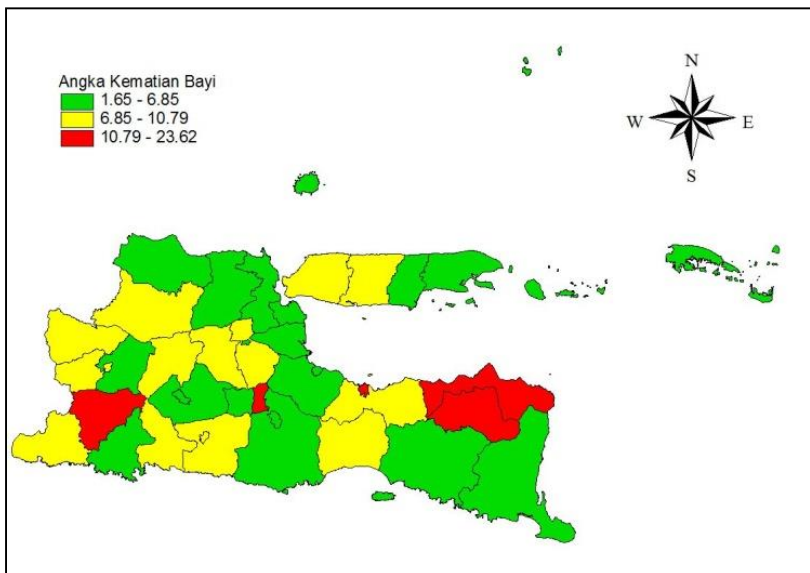 Angka Kematian Bayi
1.65 - 6.85
6.85 - 10.79
10.79 - 23.62
N
W E
S